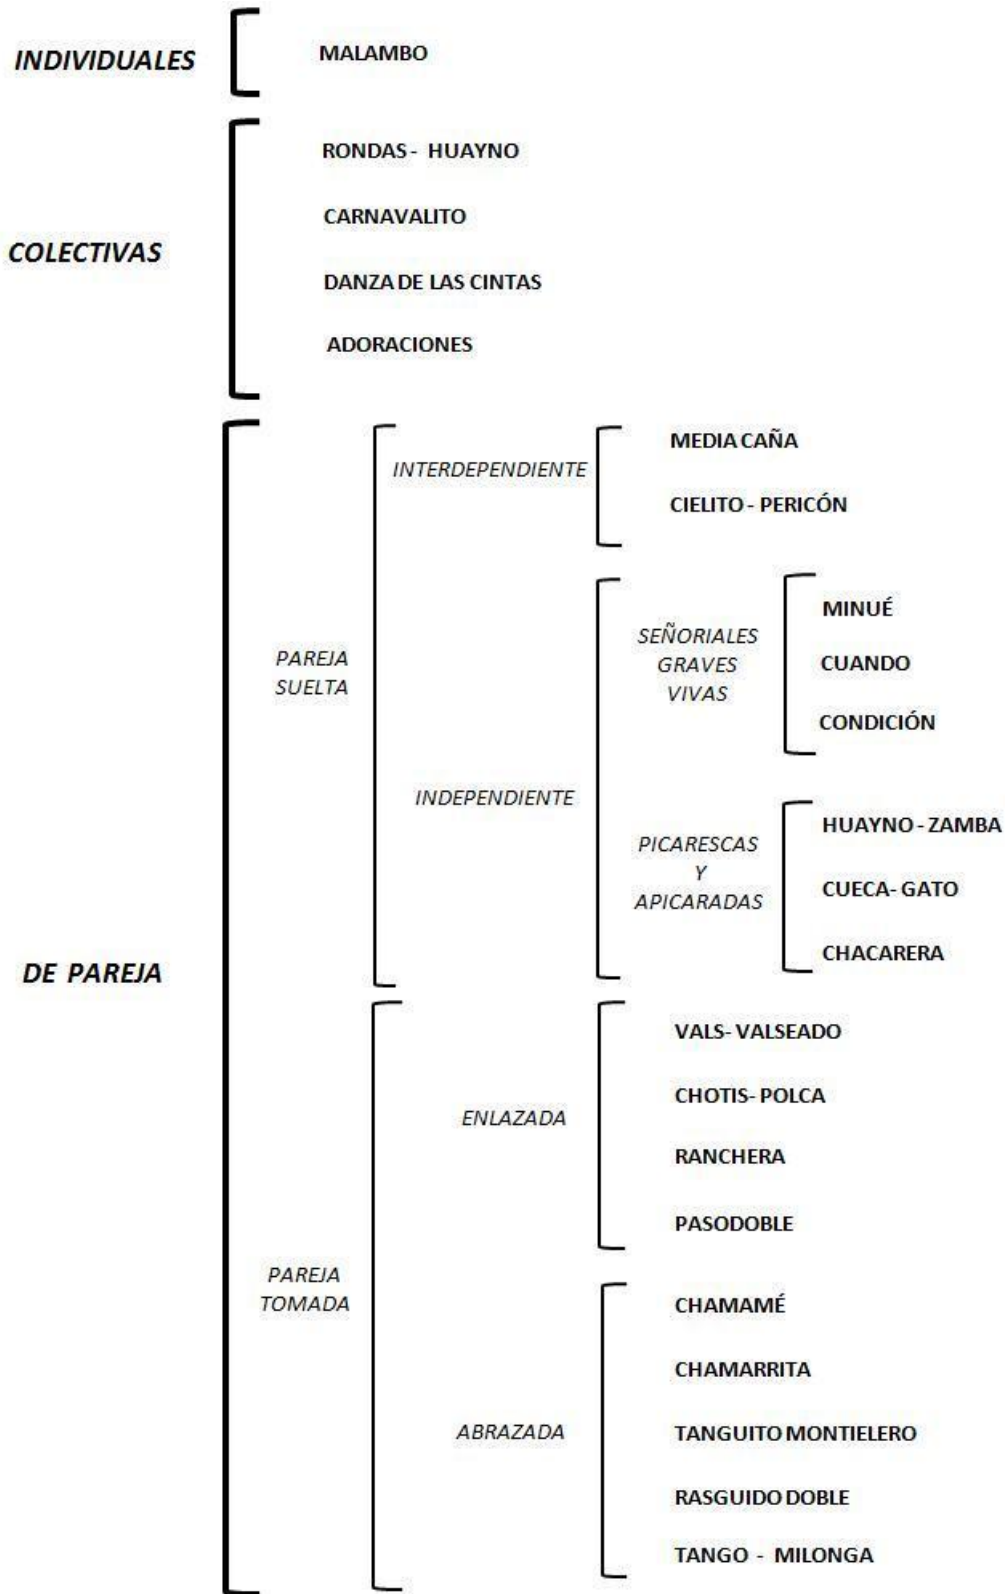 INDIVIDUALES
MALAMBO
COLECTIVAS
RONDAS - HUAYNO
CARNAVALITO
DANZA DE LAS CINTAS
ADORACIONES
DE PAREJA
PAREJA
SUELTA
INTERDEPENDIENTE
MEDIA CAÑA
CIELITO - PERICÓN
INDEPENDIENTE
SEÑORIALES
GRAVES
VIVAS
MINUÉ
CUANDO
CONDICIÓN
PICARESCAS
Y
APICARADAS
HUAYNO - ZAMBA
CUECA- GATO
CHACARERA
PAREJA
TOMADA
ENLAZADA
VALS- VALSEADO
CHOTIS- POLCA
RANCHERA
PASODOBLE
ABRAZADA
CHAMAMÉ
CHAMARRITA
TANGUITO MONTIELERO
RASGUIDO DOBLE
TANGO - MILONGA